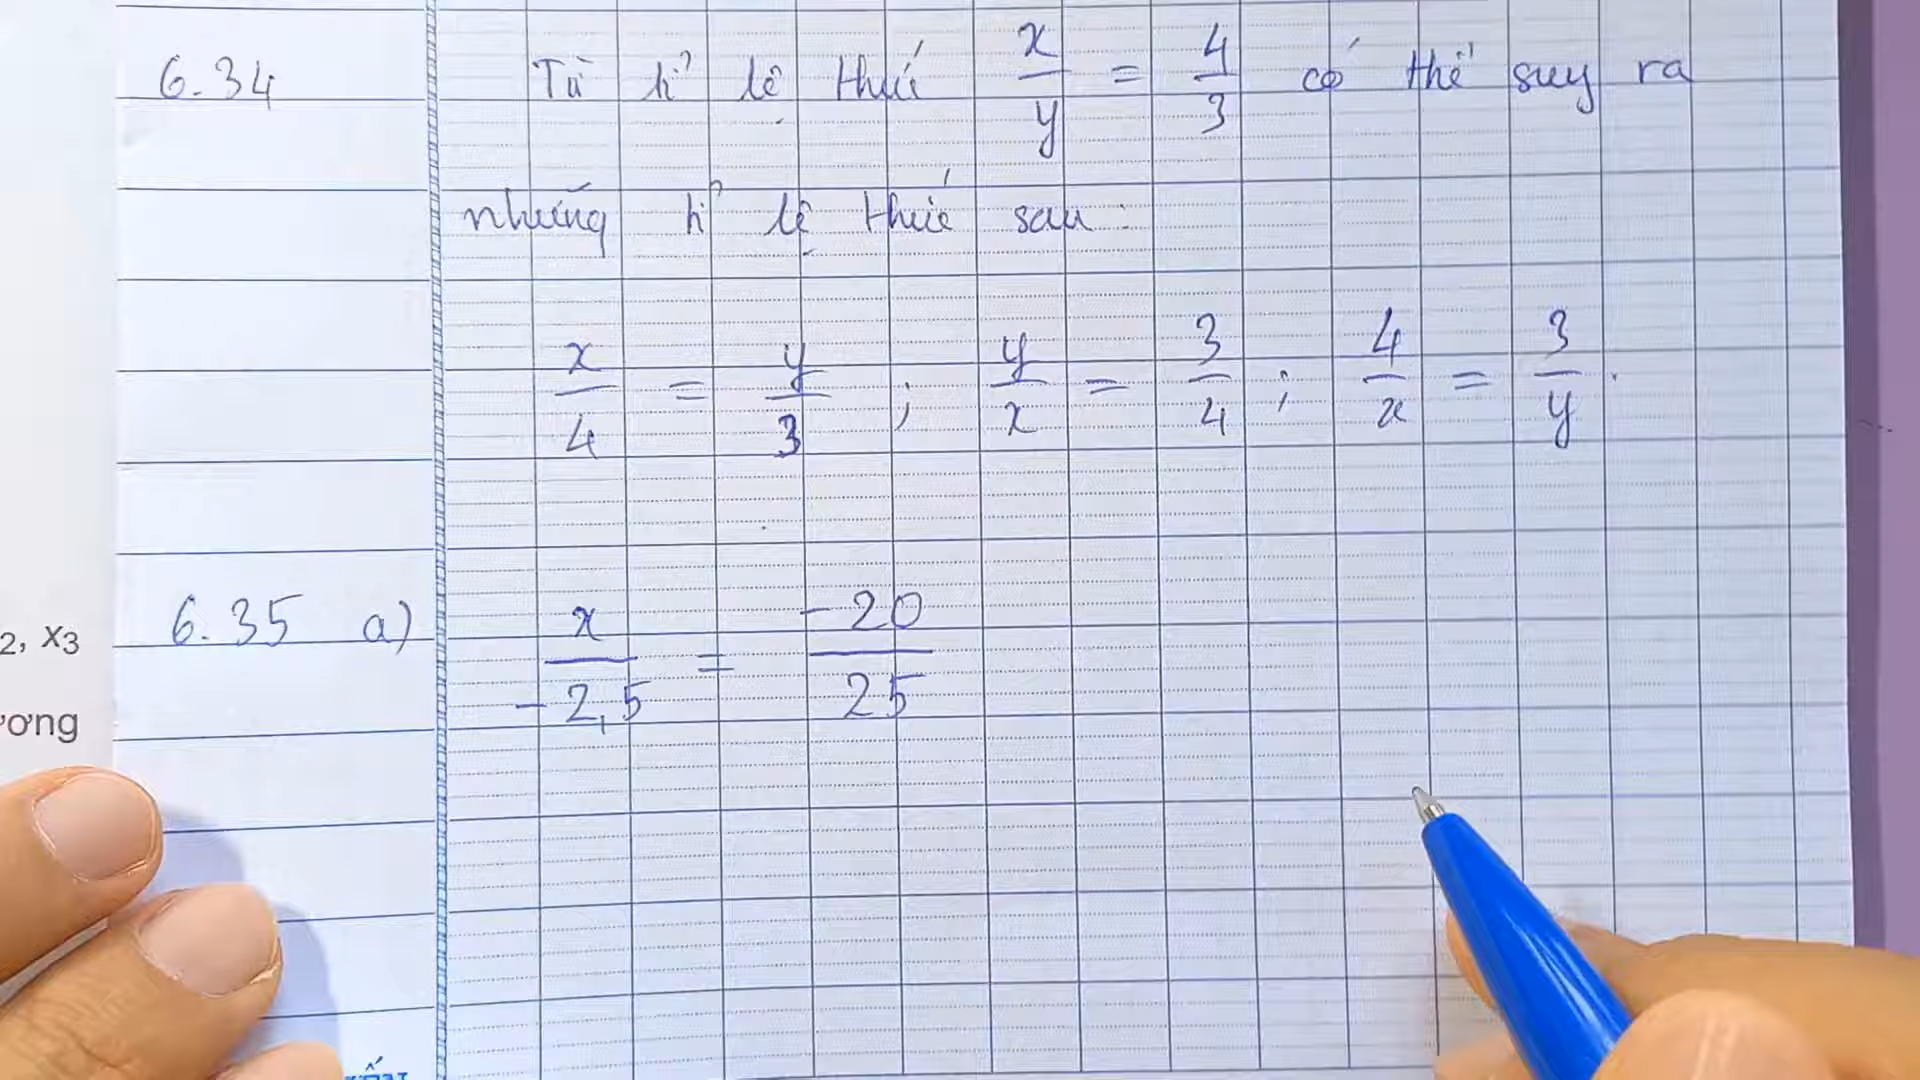 6.34 Từ tỉ lệ thức x/y = 4/3 có thể suy ra
những tỉ lệ thức sau:
x/4 = y/3 ; y/x = 3/4 ; 4/x = 3/y .
6.35 a) x/-2,5 = -20/25
2, x3
ương